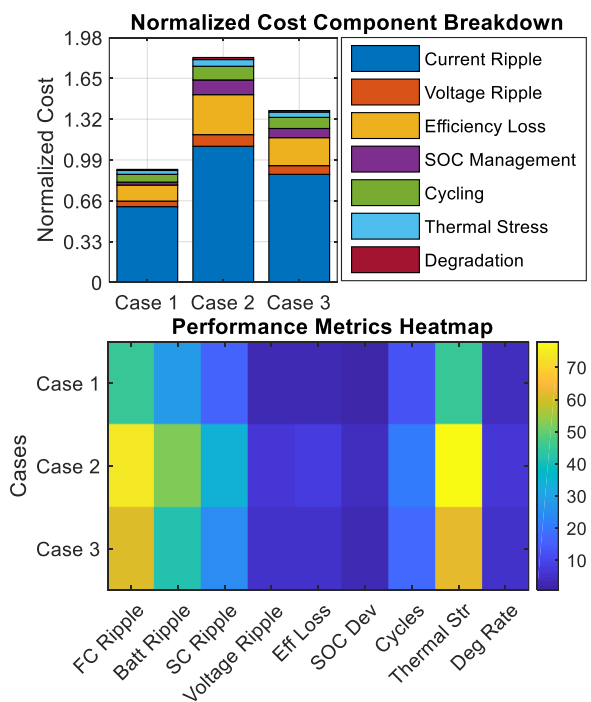 Normalized Cost Component Breakdown
1.98
1.65
1.32
0.99
0.66
0.33
0
Normalized Cost
Case 1 Case 2 Case 3
Current Ripple
Voltage Ripple
Efficiency Loss
SOC Management
Cycling
Thermal Stress
Degradation
Performance Metrics Heatmap
Cases
Case 1
Case 2
Case 3
70
60
50
40
30
20
10
FC Ripple
Batt Ripple
SC Ripple
Voltage Ripple
Eff Loss
SOC Dev
Cycles
Thermal Str
Deg Rate